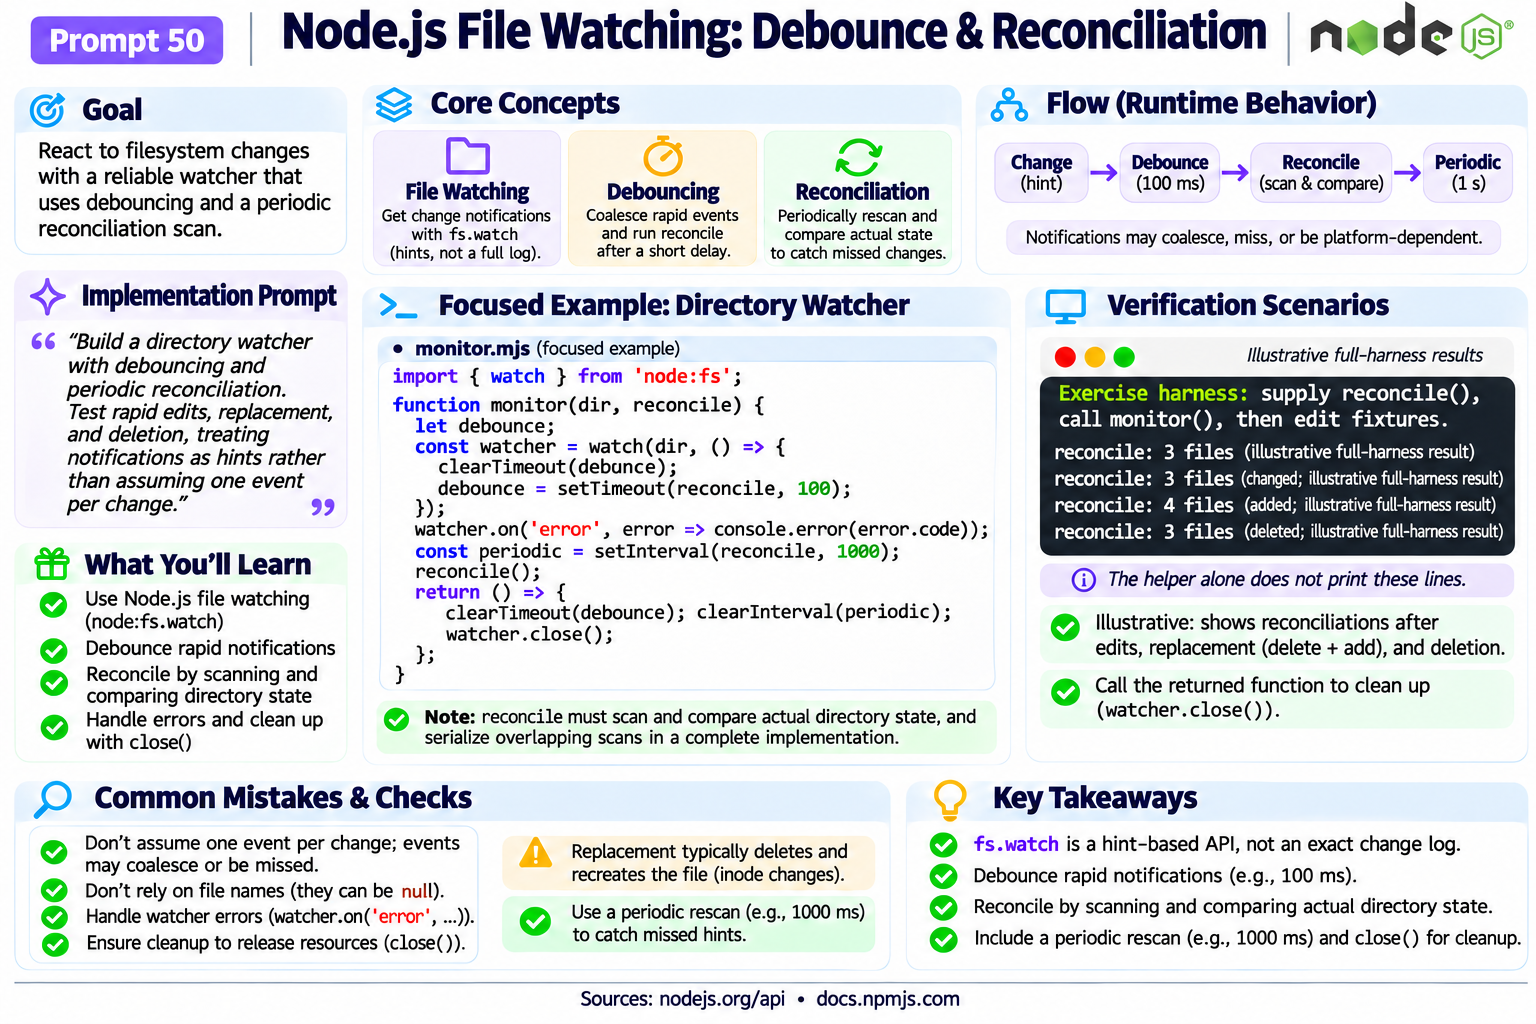 Prompt 50
Node.js File Watching: Debounce & Reconciliation
node
JS
®
Goal
React to filesystem changes
with a reliable watcher that
uses debouncing and a periodic
reconciliation scan.
Core Concepts
File Watching
Get change notifications
with fs.watch
(hints, not a full log).
Debouncing
Coalesce rapid events
and run reconcile
after a short delay.
Reconciliation
Periodically rescan and
compare actual state
to catch missed changes.
Flow (Runtime Behavior)
Change
(hint)
Debounce
(100 ms)
Reconcile
(scan & compare)
Periodic
(1 s)
Notifications may coalesce, miss, or be platform-dependent.
Implementation Prompt
“Build a directory watcher
with debouncing and
periodic reconciliation.
Test rapid edits, replacement,
and deletion, treating
notifications as hints rather
than assuming one event
per change.”
What You’ll Learn
Use Node.js file watching
(node:fs.watch)
Debounce rapid notifications
Reconcile by scanning and
comparing directory state
Handle errors and clean up
with close()
Focused Example: Directory Watcher
• monitor.mjs (focused example)
import { watch } from 'node:fs';
function monitor(dir, reconcile) {
let debounce;
const watcher = watch(dir, () => {
clearTimeout(debunce);
debounce = setTimeout(reconcile, 100);
});
watcher.on('error', error => console.error(error.code));
const periodic = setInterval(reconcile, 1000);
reconcile();
return () => {
clearTimeout(debounce); clearInterval(periodic);
watcher.close();
};
}
Note: reconcile must scan and compare actual directory state, and
serialize overlapping scans in a complete implementation.
Verification Scenarios
Illustrative full-harness results
Exercise harness: supply reconcile(),
call monitor(), then edit fixtures.
reconcile: 3 files (illustrative full-harness result)
reconcile: 3 files (changed; illustrative full-harness result)
reconcile: 4 files (added; illustrative full-harness result)
reconcile: 3 files (deleted; illustrative full-harness result)
The helper alone does not print these lines.
Illustrative: shows reconciliations after
edits, replacement (delete + add), and deletion.
Call the returned function to clean up
(watcher.close()).
Common Mistakes & Checks
Don’t assume one event per change; events
may coalesce or be missed.
Don’t rely on file names (they can be null).
Handle watcher errors (watcher.on('error', …)).
Ensure cleanup to release resources (close()).
Replacement typically deletes and
recreates the file (inode changes).
Use a periodic rescan (e.g., 1000 ms)
to catch missed hints.
Key Takeaways
fs.watch is a hint-based API, not an exact change log.
Debounce rapid notifications (e.g., 100 ms).
Reconcile by scanning and comparing actual directory state.
Include a periodic rescan (e.g., 1000 ms) and close() for cleanup.
Sources: nodejs.org/api • docs.npmjs.com